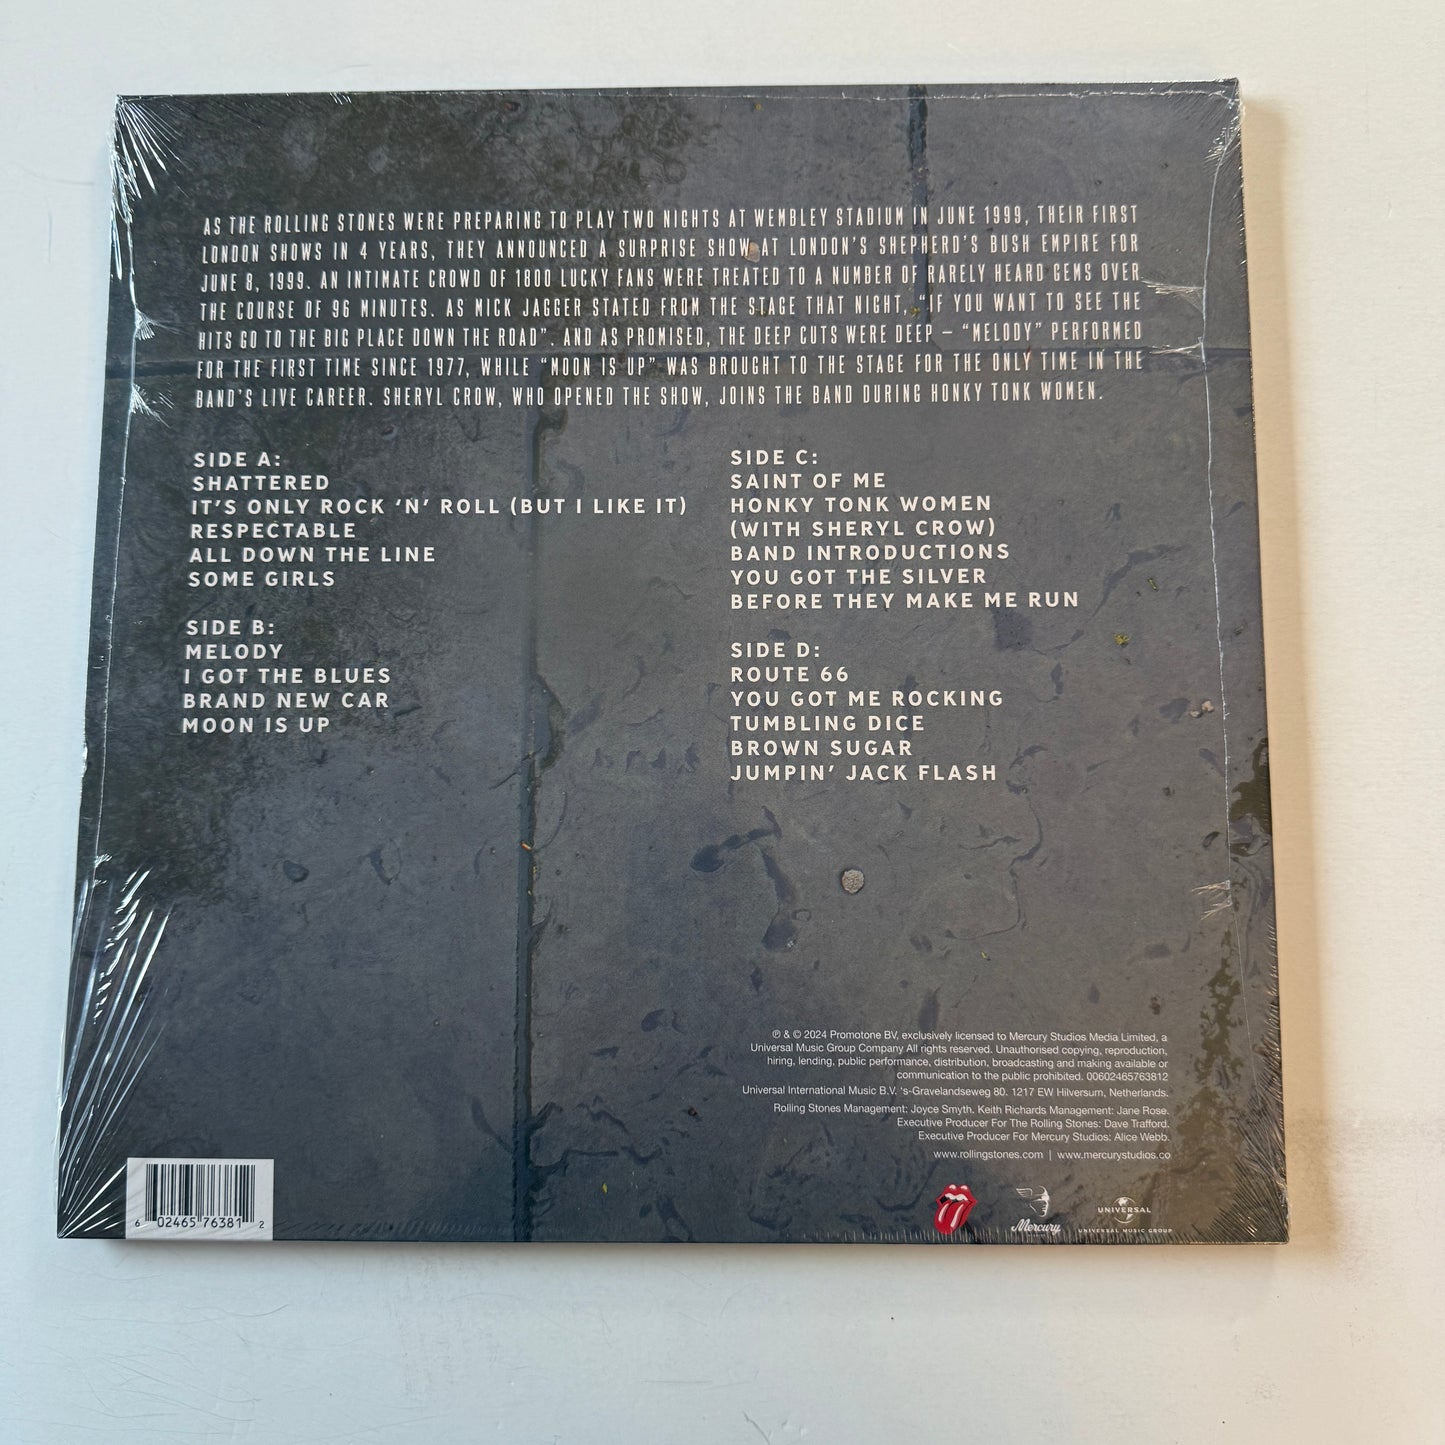 AS THE ROLLING STONES WERE PREPARING TO PLAY TWO NIGHTS AT WEMBLEY STADIUM IN JUNE 1999, THEIR FIRST
LONDON SHOWS IN 4 YEARS, THEY ANNOUNCED A SURPRISE SHOW AT LONDON'S SHEPHERD'S BUSH EMPIRE FOR
JUNE 8, 1999. AN INTIMATE CROWD OF 1800 LUCKY FANS WERE TREATED TO A NUMBER OF RARELY HEARD GEMS OVER
THE COURSE OF 96 MINUTES. AS MICK JAGGER STATED FROM THE STAGE THAT NIGHT, “IF YOU WANT TO SEE THE
HITS GO TO THE BIG PLACE DOWN THE ROAD”. AND AS PROMISED, THE DEEP CUTS WERE DEEP – “MELODY” PERFORMED
FOR THE FIRST TIME SINCE 1977, WHILE “MOON IS UP” WAS BROUGHT TO THE STAGE FOR THE ONLY TIME IN THE
BAND'S LIVE CAREER. SHERYL CROW, WHO OPENED THE SHOW, JOINS THE BAND DURING HONKY TONK WOMEN.
SIDE A:
SHATTERED
IT'S ONLY ROCK ‘N’ ROLL (BUT I LIKE IT)
RESPECTABLE
ALL DOWN THE LINE
SOME GIRLS
SIDE B:
MELODY
I GOT THE BLUES
BRAND NEW CAR
MOON IS UP
SIDE C:
SAINT OF ME
HONKY TONK WOMEN
(WITH SHERYL CROW)
BAND INTRODUCTIONS
YOU GOT THE SILVER
BEFORE THEY MAKE ME RUN
SIDE D:
ROUTE 66
YOU GOT ME ROCKING
TUMBLING DICE
BROWN SUGAR
JUMPIN’ JACK FLASH
℗ & © 2024 Promotone BV, exclusively licensed to Mercury Studios Media Limited, a
Universal Music Group Company All rights reserved. Unauthorised copying, reproduction,
hiring, lending, public performance, distribution, broadcasting and making available or
communication to the public prohibited. 00602465763812
Universal International Music B.V. 's-Gravelandseweg 80. 1217 EW Hilversum, Netherlands.
Rolling Stones Management: Joyce Smyth. Keith Richards Management: Jane Rose.
Executive Producer For The Rolling Stones: Dave Trafford.
Executive Producer For Mercury Studios: Alice Webb.
www.rollingstones.com | www.mercurystudios.co
6 02465 76381 2
Mercury
UNIVERSAL
UNIVERSAL MUSIC GROUP